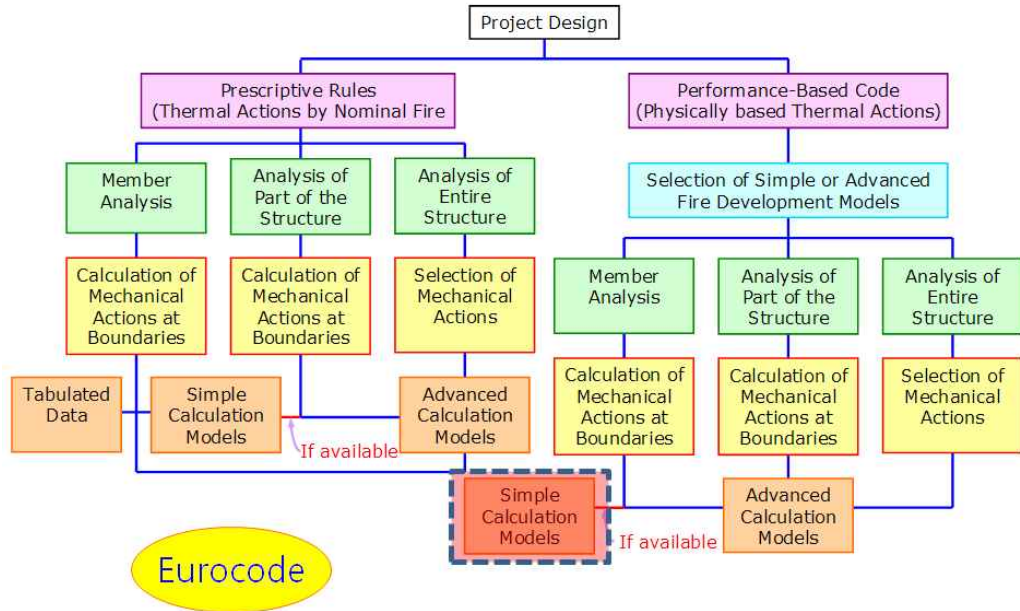 Project Design
Prescriptive Rules
(Thermal Actions by Nominal Fire
Performance-Based Code
(Physically based Thermal Actions)
Member
Analysis
Analysis of
Part of the
Structure
Analysis of
Entire
Structure
Selection of Simple or Advanced
Fire Development Models
Calculation of
Mechanical
Actions at
Boundaries
Calculation of
Mechanical
Actions at
Boundaries
Selection of
Mechanical
Actions
Member
Analysis
Analysis of
Part of the
Structure
Analysis of
Entire
Structure
Tabulated
Data
Simple
Calculation
Models
If available
Advanced
Calculation
Models
Calculation of
Mechanical
Actions at
Boundaries
Calculation of
Mechanical
Actions at
Boundaries
Selection of
Mechanical
Actions
Simple
Calculation
Models
If available
Advanced
Calculation
Models
Eurocode